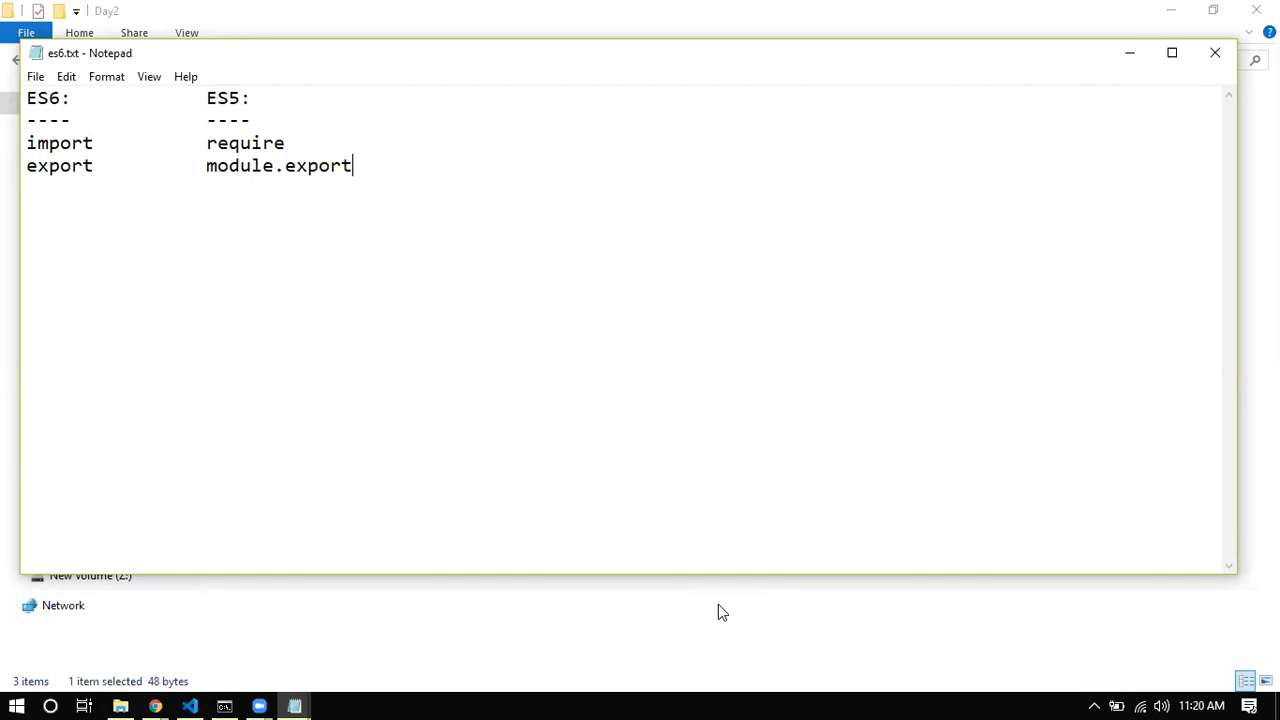 Day2
File Home Share View
es6.txt - Notepad
File Edit Format View Help
ES6: ES5:
---- ----
import require
export module.export
New Volume (Z:)
Network
3 items 1 item selected 48 bytes
11:20 AM